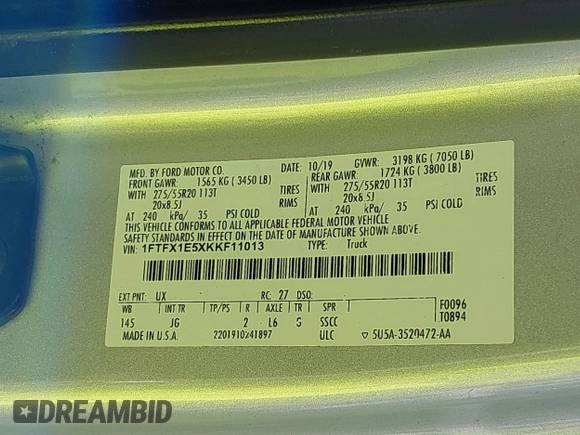 MFD. BY FORD MOTOR CO. DATE: 10/19 GVWR: 3198 KG ( 7050 LB)
FRONT GAWR: 1565 KG ( 3450 LB) REAR GAWR: 1724 KG ( 3800 LB)
WITH 275/55R20 113T TIRES WITH 275/55R20 113T TIRES
20x8.5J RIMS 20x8.5J RIMS
AT 240 kPa/ 35 PSI COLD AT 240 kPa/ 35 PSI COLD
THIS VEHICLE CONFORMS TO ALL APPLICABLE FEDERAL MOTOR VEHICLE
SAFETY STANDARDS IN EFFECT ON THE DATE OF MANUFACTURE SHOWN ABOVE.
VIN: 1FTFX1E5XKKF11013 TYPE: Truck
EXT PNT: UX RC: 27 DSO:
WB INT TR TP/PS R AXLE TR SPR F0096
145 JG 2 L6 G SSCC T0894
MADE IN U.S.A. 2201910241897 ULC 5U5A-3520472-AA
DREAMBID